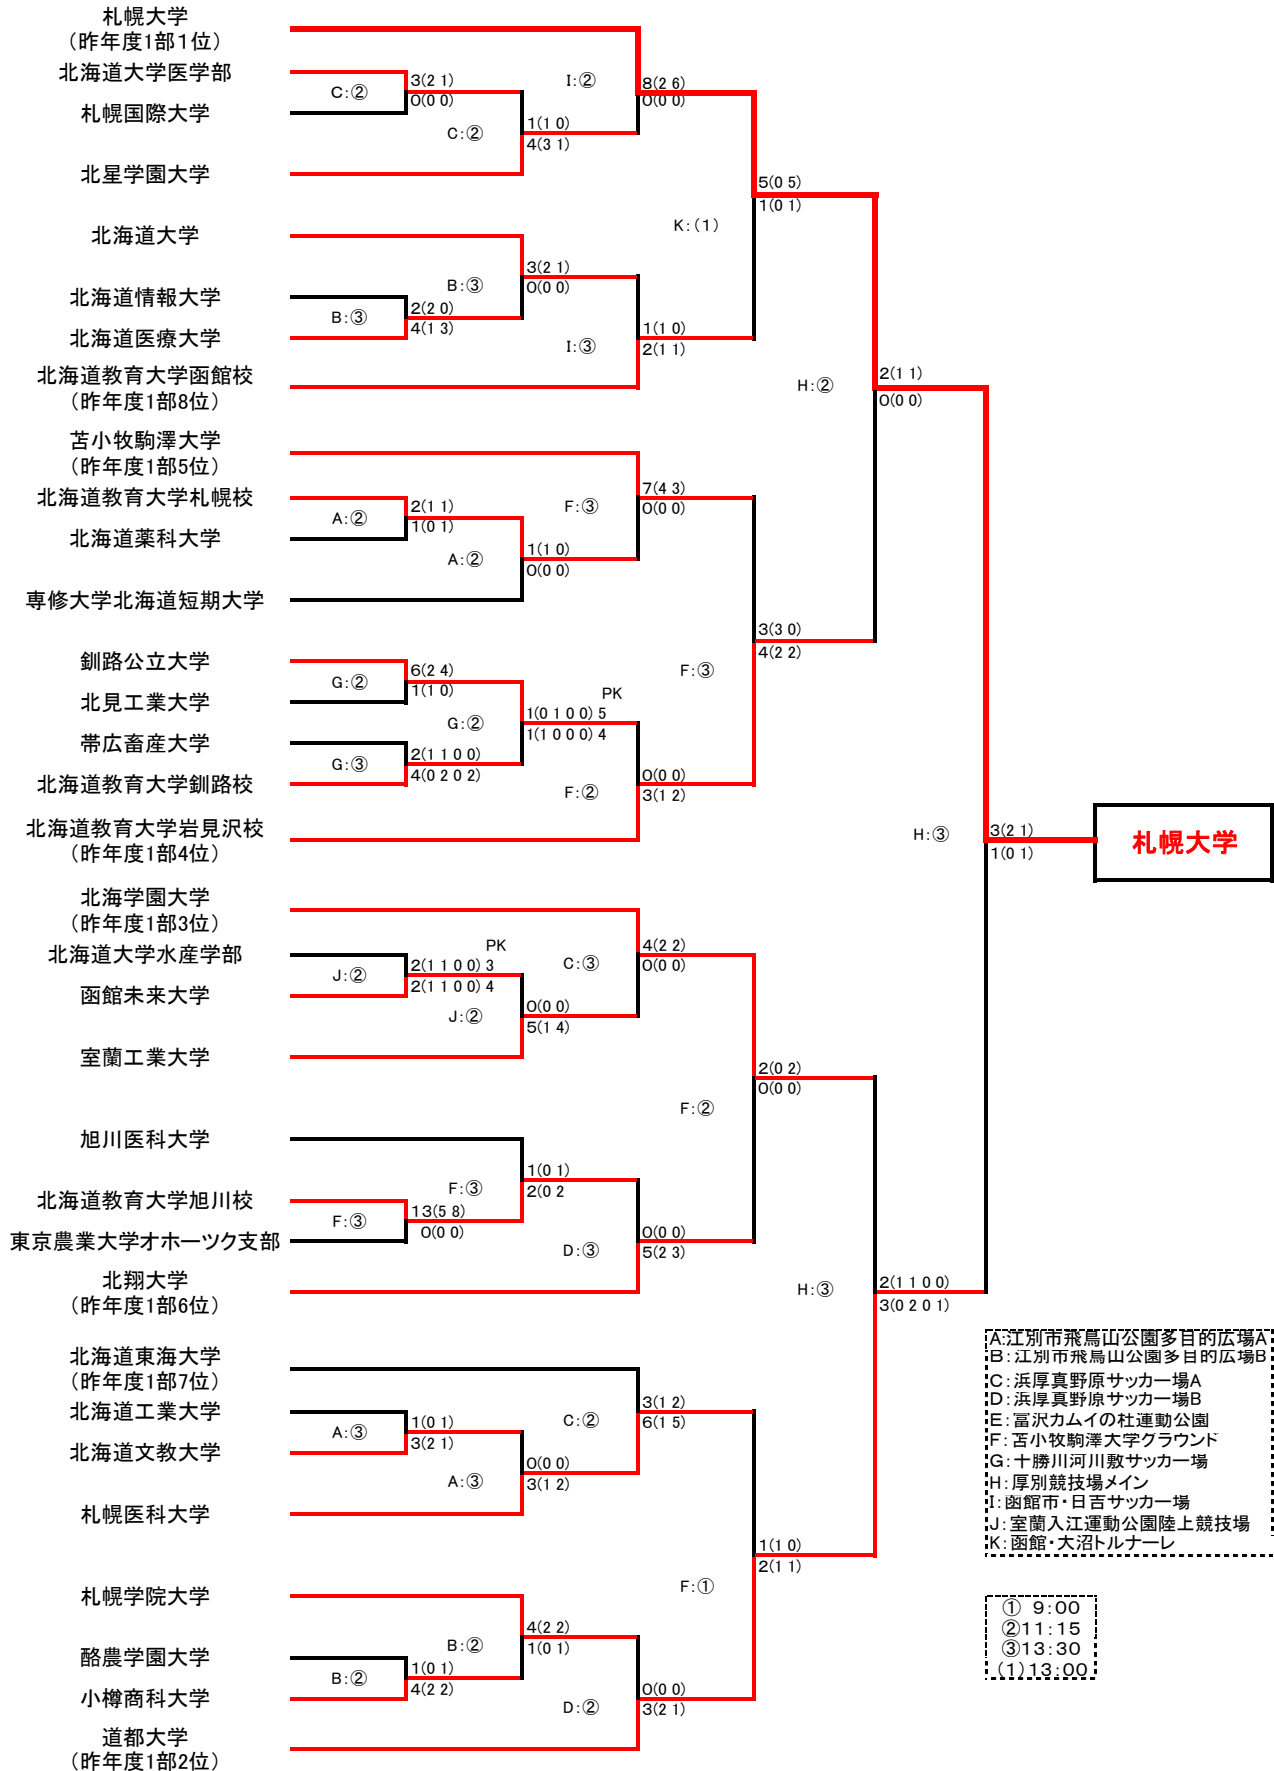 札幌大学
（昨年度1部1位）
北海道大学医学部
3(2 1)
C:②
0(0 0)
札幌国際大学
I:②
8(2 6)
0(0 0)
C:②
1(1 0)
4(3 1)
北星学園大学
5(0 5)
1(0 1)
K:(1)
北海道大学
3(2 1)
B:③
0(0 0)
北海道情報大学
2(2 0)
B:③
4(1 3)
北海道医療大学
I:③
1(1 0)
2(1 1)
北海道教育大学函館校
（昨年度1部8位）
H:②
2(1 1)
0(0 0)
苫小牧駒澤大学
（昨年度1部5位）
7(4 3)
F:③
0(0 0)
北海道教育大学札幌校
2(1 1)
A:②
1(0 1)
北海道薬科大学
A:②
1(1 0)
0(0 0)
専修大学北海道短期大学
3(3 0)
4(2 2)
F:③
釧路公立大学
6(2 4)
G:②
1(1 0)
北見工業大学
PK
G:②
1(0 1 0 0) 5
1(1 0 0 0) 4
帯広畜産大学
2(1 1 0 0)
G:③
4(0 2 0 2)
北海道教育大学釧路校
F:②
0(0 0)
3(1 2)
北海道教育大学岩見沢校
（昨年度1部4位）
H:③
3(2 1)
1(0 1)
札幌大学
北海学園大学
（昨年度1部3位）
4(2 2)
C:③
0(0 0)
北海道大学水産学部
PK
2(1 1 0 0) 3
J:②
2(1 1 0 0) 4
函館未来大学
J:②
0(0 0)
5(1 4)
室蘭工業大学
2(0 2)
0(0 0)
F:②
旭川医科大学
1(0 1)
F:③
2(0 2
北海道教育大学旭川校
13(5 8)
F:③
0(0 0)
東京農業大学オホーツク支部
D:③
0(0 0)
5(2 3)
北翔大学
（昨年度1部6位）
H:③
2(1 1 0 0)
3(0 2 0 1)
北海道東海大学
（昨年度1部7位）
3(1 2)
C:②
6(1 5)
北海道工業大学
1(0 1)
A:③
3(2 1)
北海道文教大学
A:③
0(0 0)
3(1 2)
札幌医科大学
1(1 0)
2(1 1)
F:①
札幌学院大学
4(2 2)
B:②
1(0 1)
酪農学園大学
1(0 1)
B:②
4(2 2)
小樽商科大学
D:②
0(0 0)
3(2 1)
道都大学
（昨年度1部2位）
A:江別市飛鳥山公園多目的広場A
B:江別市飛鳥山公園多目的広場B
C:浜厚真野原サッカー場A
D:浜厚真野原サッカー場B
E:冨沢カムイの杜運動公園
F:苫小牧駒澤大学グラウンド
G:十勝川河川敷サッカー場
H:厚別競技場メイン
I:函館市・日吉サッカー場
J:室蘭入江運動公園陸上競技場
K:函館・大沼トルナーレ
① 9:00
②11:15
③13:30
(1)13:00